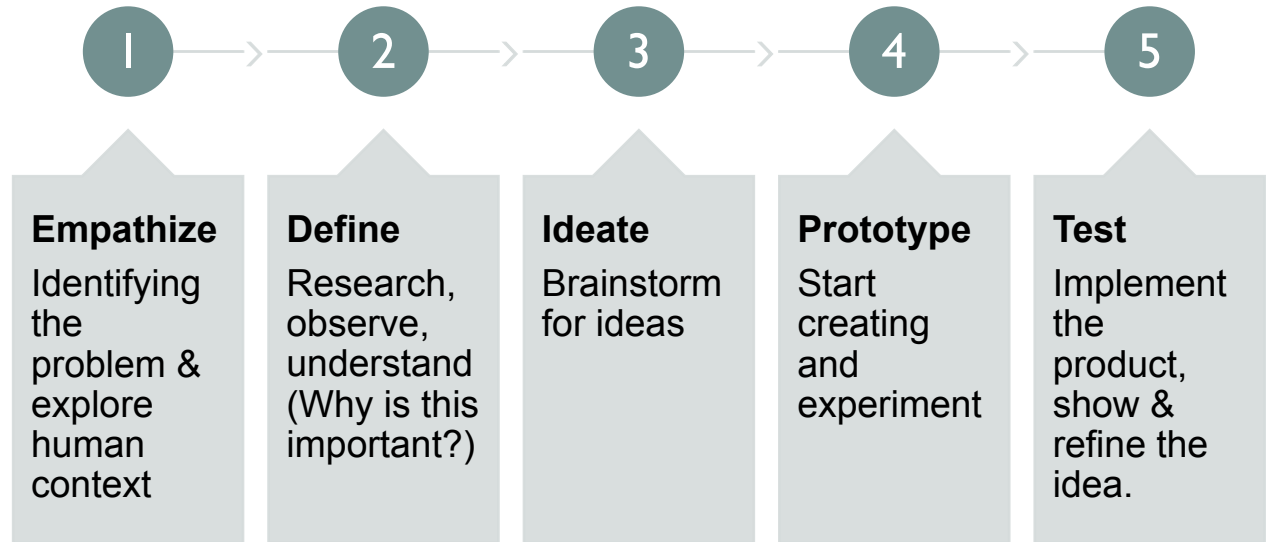 1
2
3
4
5
Empathize
Identifying
the
problem &
explore
human
context
Define
Research,
observe,
understand
(Why is this
important?)
Ideate
Brainstorm
for ideas
Prototype
Start
creating
and
experiment
Test
Implement
the
product,
show &
refine the
idea.